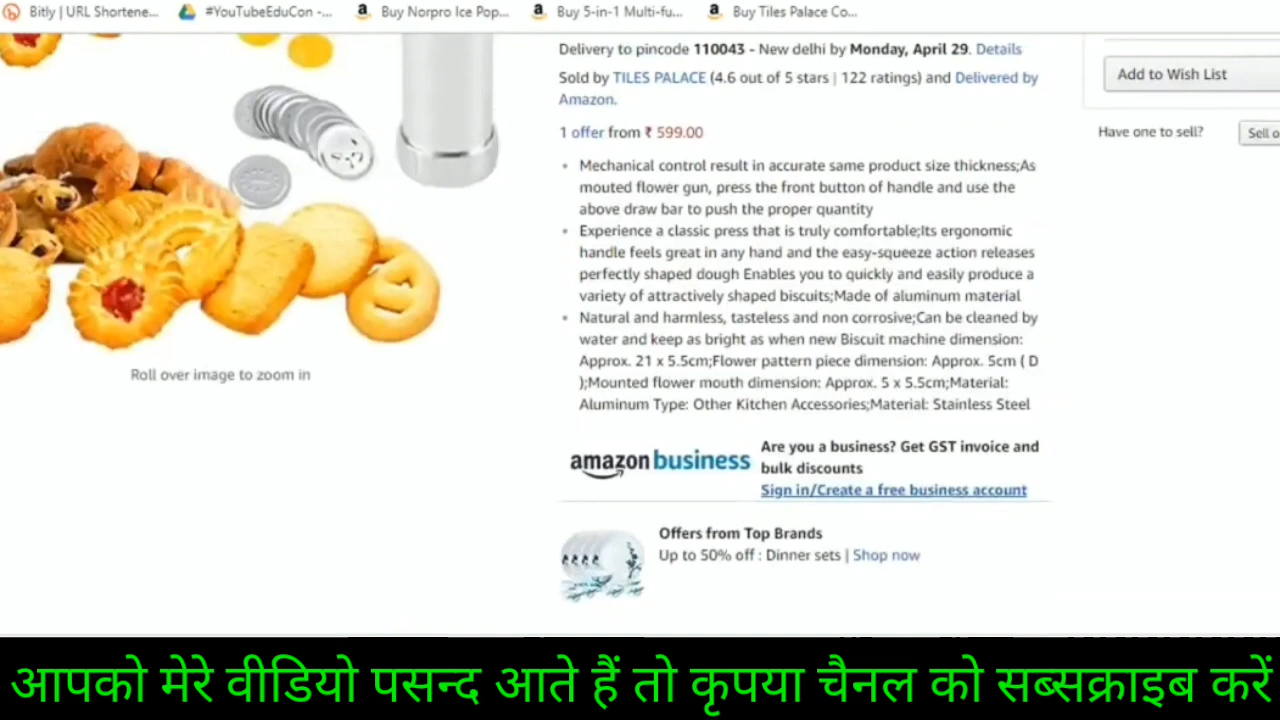 Bitly | URL Shortene... #YouTubeEduCon -... Buy Norpro Ice Pop... Buy 5-in-1 Multi-fu... Buy Tiles Palace Co...
Delivery to pincode 110043 - New delhi by Monday, April 29. Details
Sold by TILES PALACE (4.6 out of 5 stars | 122 ratings) and Delivered by
Amazon.
1 offer from ₹ 599.00
Add to Wish List
Have one to sell?
Sell o
• Mechanical control result in accurate same product size thickness;As
mouted flower gun, press the front button of handle and use the
above draw bar to push the proper quantity
• Experience a classic press that is truly comfortable;Its ergonomic
handle feels great in any hand and the easy-squeeze action releases
perfectly shaped dough Enables you to quickly and easily produce a
variety of attractively shaped biscuits;Made of aluminum material
• Natural and harmless, tasteless and non corrosive;Can be cleaned by
water and keep as bright as when new Biscuit machine dimension:
Approx. 21 x 5.5cm;Flower pattern piece dimension: Approx. 5cm ( D
);Mounted flower mouth dimension: Approx. 5 x 5.5cm;Material:
Aluminum Type: Other Kitchen Accessories;Material: Stainless Steel
Roll over image to zoom in
amazon business
Are you a business? Get GST invoice and
bulk discounts
Sign in/Create a free business account
Offers from Top Brands
Up to 50% off : Dinner sets | Shop now
आपको मेरे वीडियो पसन्द आते हैं तो कृपया चैनल को सब्सक्राइब करें